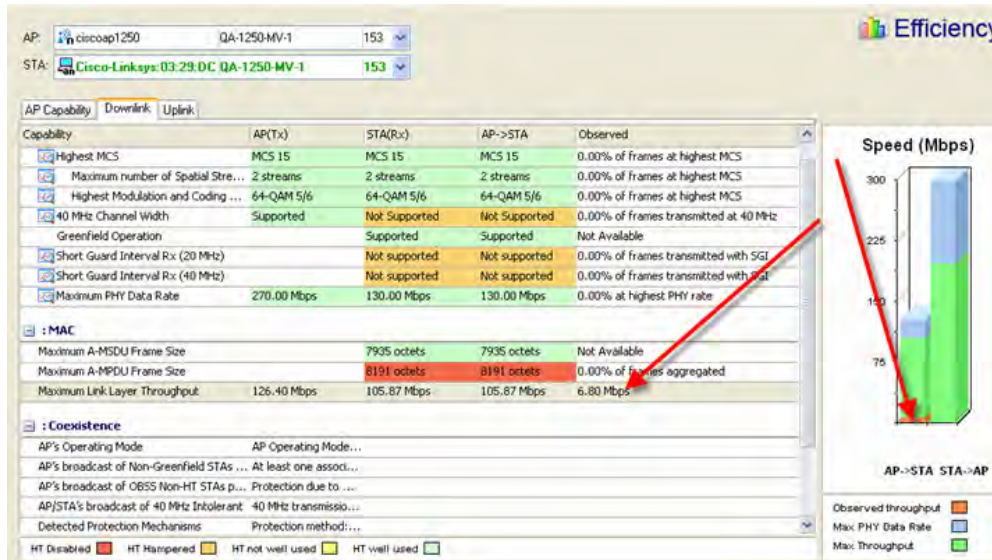 AP: ciscoap1250 QA-1250-MV-1 153
Efficiency
STA: Cisco-Linksys:03:29:DC QA-1250-MV-1 153
AP Capability Downlink Uplink
Capability AP(Tx) STA(Rx) AP->STA Observed
Highest MCS MCS 15 MCS 15 MCS 15 0.00% of frames at highest MCS
Maximum number of Spatial Stre... 2 streams 2 streams 2 streams 0.00% of frames at highest MCS
Highest Modulation and Coding ... 64-QAM 5/6 64-QAM 5/6 64-QAM 5/6 0.00% of frames at highest MCS
40 MHz Channel Width Supported Not Supported Not Supported 0.00% of frames transmitted at 40 MHz
Greenfield Operation Supported Supported Not Available
Short Guard Interval Rx (20 MHz) Not supported Not supported 0.00% of frames transmitted with SGI
Short Guard Interval Rx (40 MHz) Not supported Not supported 0.00% of frames transmitted with SGI
Maximum PHY Data Rate 270.00 Mbps 130.00 Mbps 130.00 Mbps 0.00% at highest PHY rate
: MAC
Maximum A-MSDU Frame Size 7935 octets 7935 octets Not Available
Maximum A-MPDU Frame Size 8191 octets 8191 octets 0.00% of frames aggregated
Maximum Link Layer Throughput 126.40 Mbps 105.87 Mbps 105.87 Mbps 6.80 Mbps
: Coexistence
AP's Operating Mode AP Operating Mode...
AP's broadcast of Non-Greenfield STAs ... At least one associ...
AP's broadcast of OBSS Non-HT STAs p... Protection due to ...
AP/STA's broadcast of 40 MHz Intolerant 40 MHz transmissio...
Detected Protection Mechanisms Protection method:...
HT Disabled HT Hampered HT not well used HT well used
Speed (Mbps)
300
225
150
75
AP->STA STA->AP
Observed throughput
Max PHY Data Rate
Max Throughput